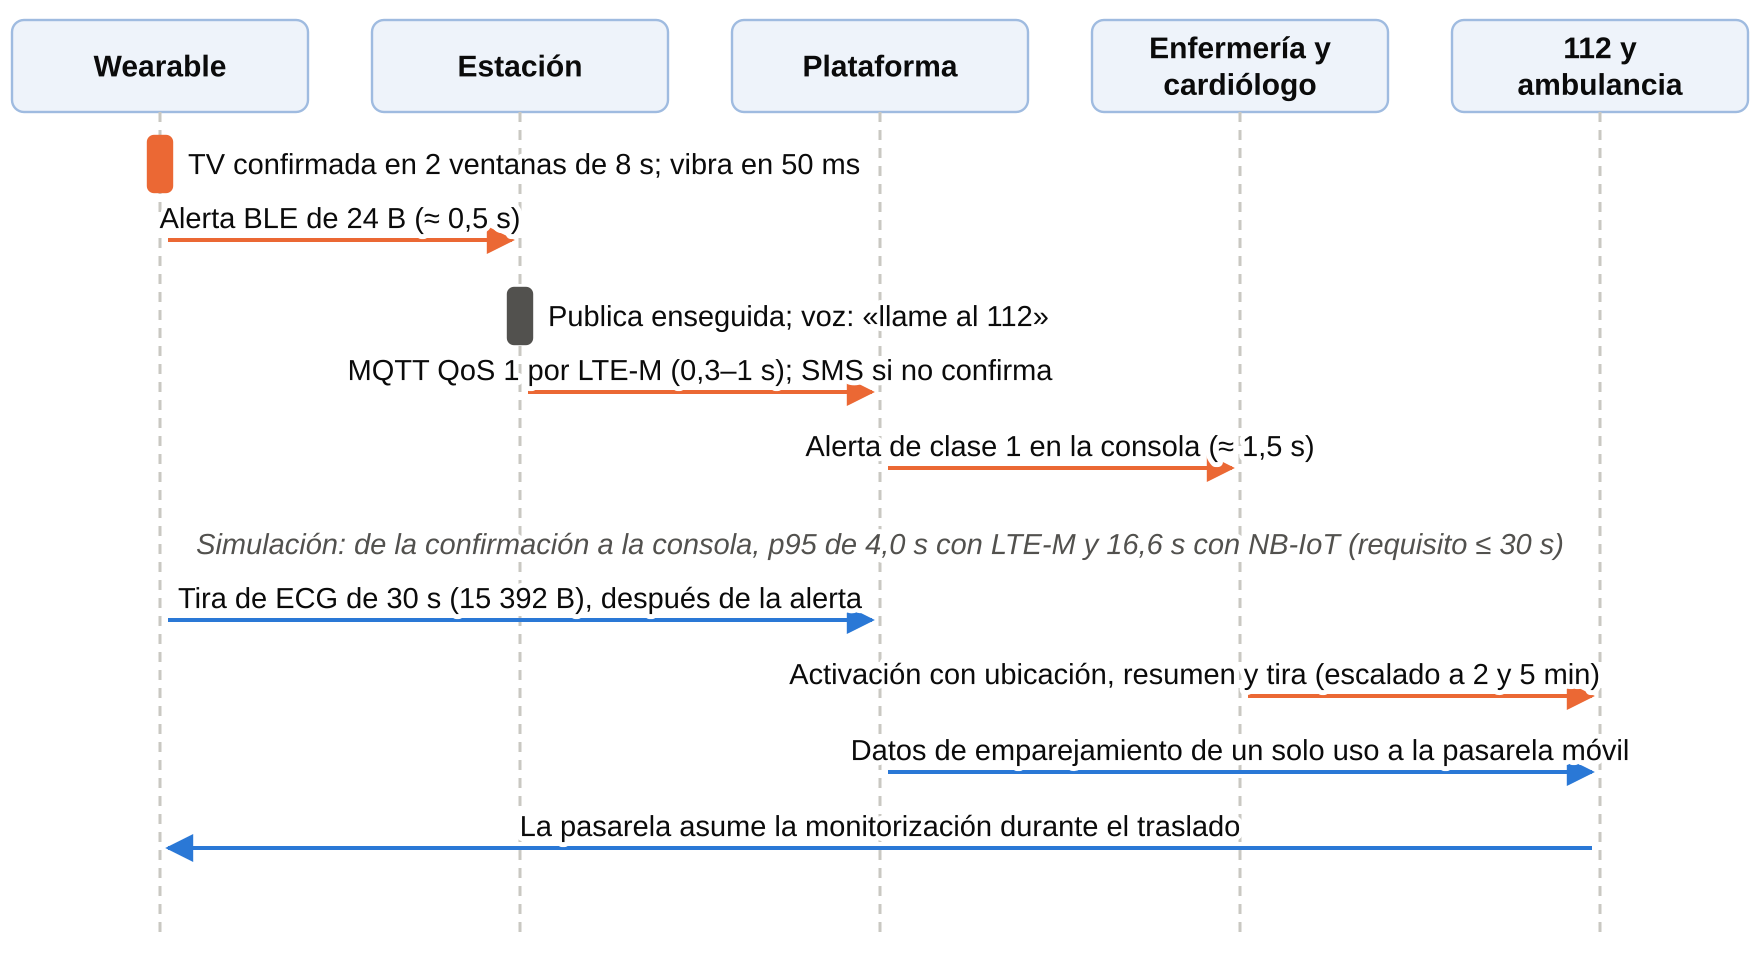 Wearable
Estación
Plataforma
Enfermería y
cardiólogo
112 y
ambulancia
TV confirmada en 2 ventanas de 8 s; vibra en 50 ms
Alerta BLE de 24 B (≈ 0,5 s)
Publica enseguida; voz: «llame al 112»
MQTT QoS 1 por LTE-M (0,3–1 s); SMS si no confirma
Alerta de clase 1 en la consola (≈ 1,5 s)
Simulación: de la confirmación a la consola, p95 de 4,0 s con LTE-M y 16,6 s con NB-IoT (requisito ≤ 30 s)
Tira de ECG de 30 s (15 392 B), después de la alerta
Activación con ubicación, resumen y tira (escalado a 2 y 5 min)
Datos de emparejamiento de un solo uso a la pasarela móvil
La pasarela asume la monitorización durante el traslado